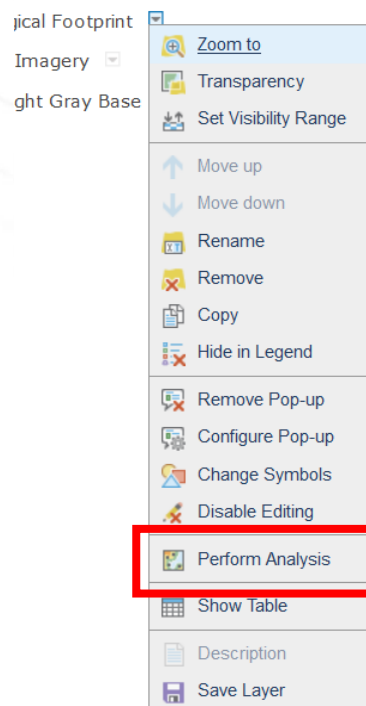 gical Footprint
Imagery
ght Gray Base
Zoom to
Transparency
Set Visibility Range
Move up
Move down
Rename
Remove
Copy
Hide in Legend
Remove Pop-up
Configure Pop-up
Change Symbols
Disable Editing
Perform Analysis
Show Table
Description
Save Layer